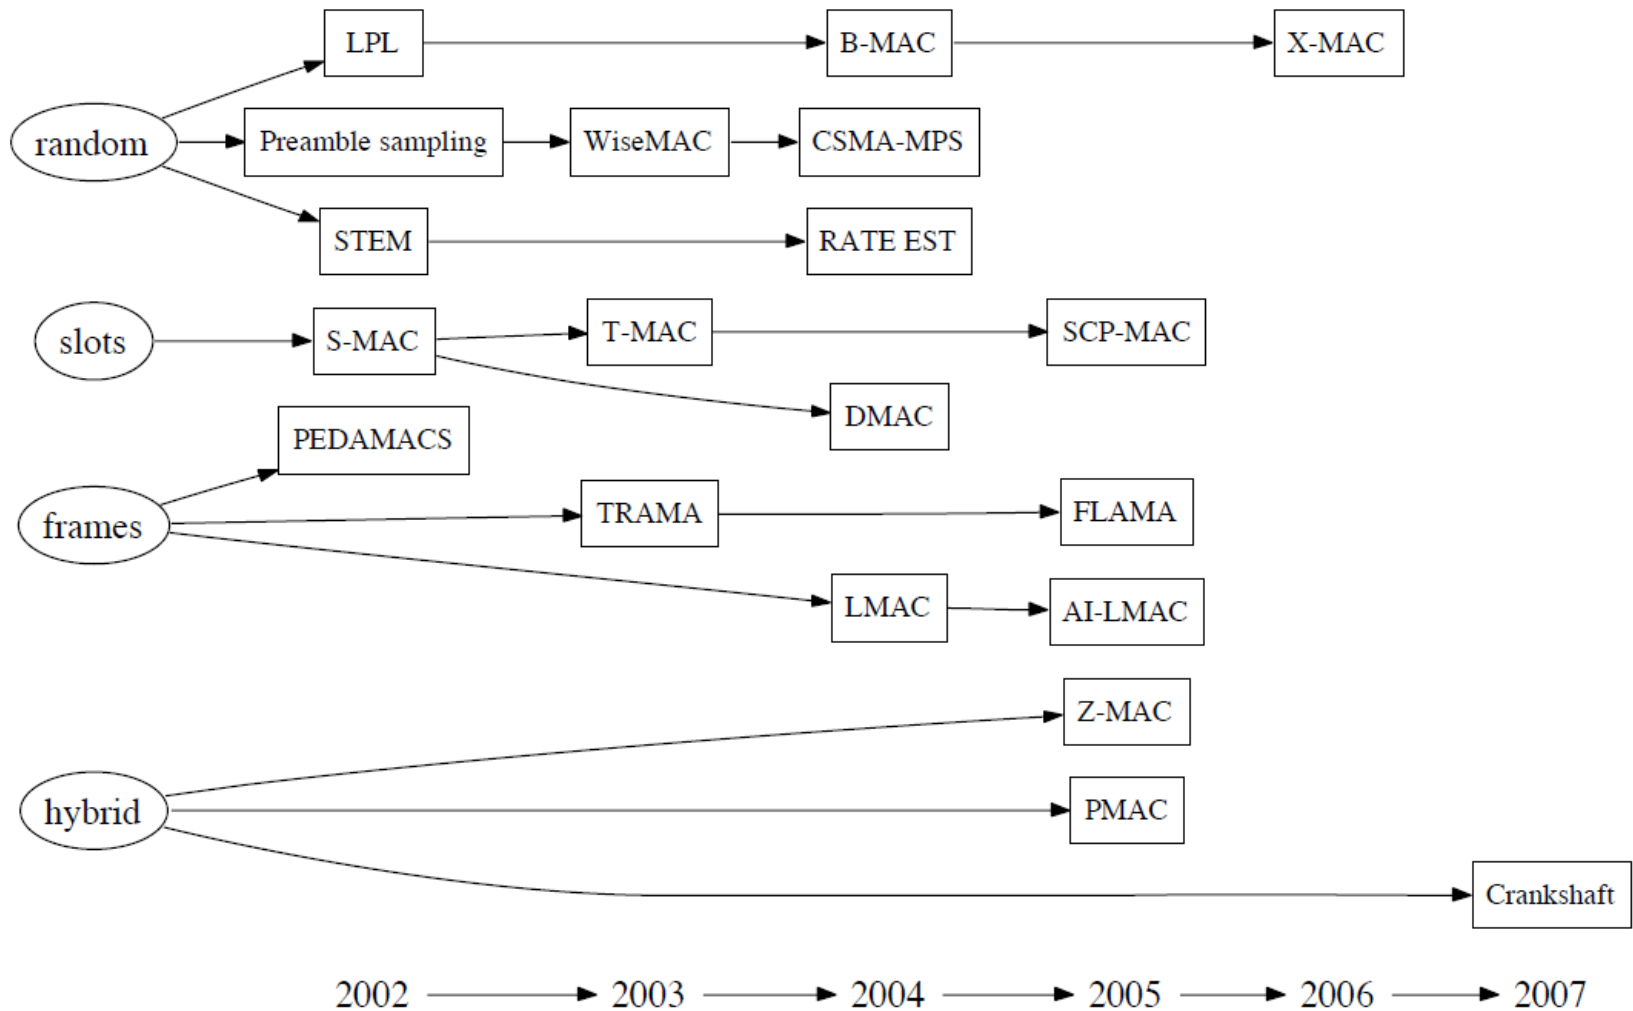 LPL
B-MAC
X-MAC
random
Preamble sampling
WiseMAC
CSMA-MPS
STEM
RATE EST
slots
S-MAC
T-MAC
SCP-MAC
DMAC
PEDAMACS
frames
TRAMA
FLAMA
LMAC
AI-LMAC
Z-MAC
hybrid
PMAC
Crankshaft
2002
2003
2004
2005
2006
2007